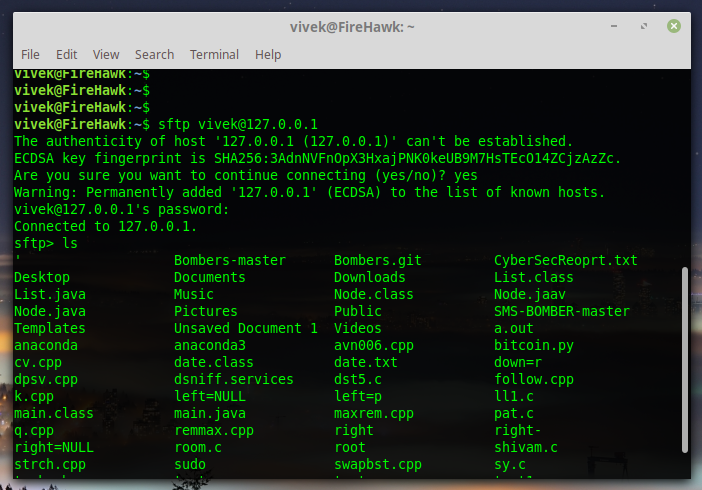 vivek@FireHawk: ~
File Edit View Search Terminal Help
vivek@FireHawk:~$
vivek@FireHawk:~$
vivek@FireHawk:~$
vivek@FireHawk:~$ sftp vivek@127.0.0.1
The authenticity of host '127.0.0.1 (127.0.0.1)' can't be established.
ECDSA key fingerprint is SHA256:3AdnNVFnOpX3HxajPNK0keUB9M7HsTEcO14ZCjzAzZc.
Are you sure you want to continue connecting (yes/no)? yes
Warning: Permanently added '127.0.0.1' (ECDSA) to the list of known hosts.
vivek@127.0.0.1's password:
Connected to 127.0.0.1.
sftp> ls
' Bombers-master Bombers.git CyberSecReoprt.txt
Desktop Documents Downloads List.class
List.java Music Node.class Node.jaav
Node.java Pictures Public SMS-BOMBER-master
Templates Unsaved Document 1 Videos a.out
anaconda anaconda3 avn006.cpp bitcoin.py
cv.cpp date.class date.txt down=r
dpsv.cpp dsniff.services dst5.c follow.cpp
k.cpp left=NULL left=p ll1.c
main.class main.java maxrem.cpp pat.c
q.cpp remmax.cpp right right-
right=NULL room.c root shivam.c
strch.cpp sudo swapbst.cpp sy.c